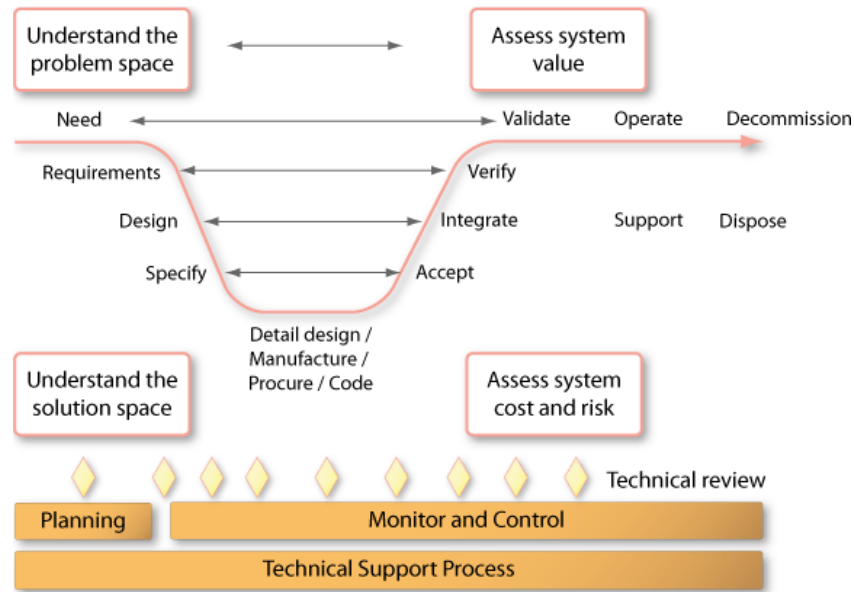 Understand the
problem space
Assess system
value
Need
Validate
Operate
Decommission
Requirements
Verify
Design
Integrate
Support
Dispose
Specify
Accept
Detail design /
Manufacture /
Procure / Code
Understand the
solution space
Assess system
cost and risk
Technical review
Planning
Monitor and Control
Technical Support Process